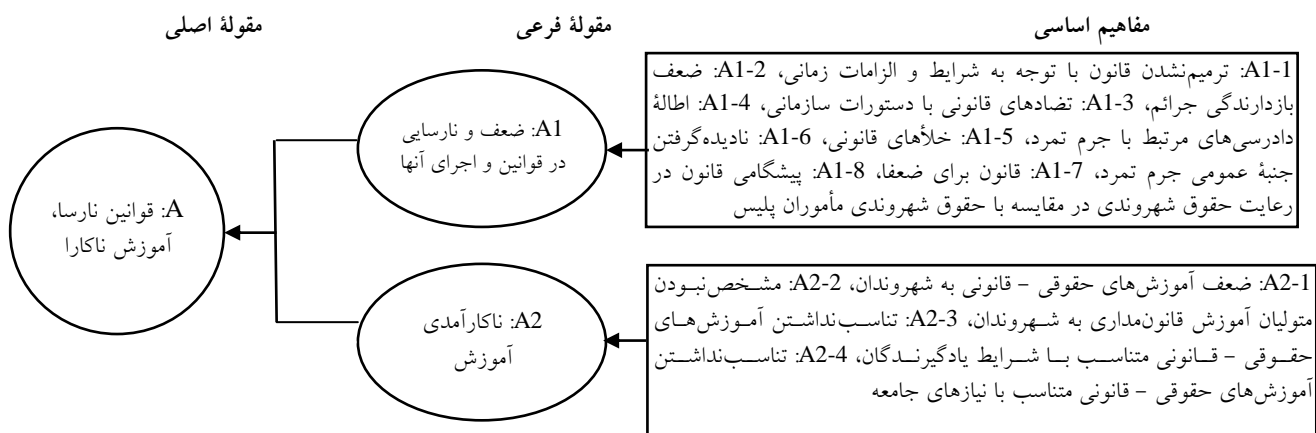 مفاهیم اساسی
مقولهٔ فرعی
مقولهٔ اصلی
A1-1: ترمیم‌نشدن قانون با توجه به شرایط و الزامات زمانی، A1-2: ضعف
بازدارندگی جرائم، A1-3: تضادهای قانونی با دستورات سازمانی، A1-4: اطالهٔ
دادرسی‌های مرتبط با جرم تمرد، A1-5: خلأهای قانونی، A1-6: نادیده‌گرفتن
جنبهٔ عمومی جرم تمرد، A1-7: قانون برای ضعفا، A1-8: پیشگامی قانون در
رعایت حقوق شهروندی در مقایسه با حقوق شهروندی مأموران پلیس
A1: ضعف و نارسایی
در قوانین و اجرای آنها
A: قوانین نارسا،
آموزش ناکارا
A2-1: ضعف آموزش‌های حقوقی – قانونی به شهروندان، A2-2: مشخص‌نبودن
متولیان آموزش قانون‌مداری به شهروندان، A2-3: تناسب‌نداشتن آموزش‌های
حقوقی – قانونی متناسب با شرایط یادگیرندگان، A2-4: تناسب‌نداشتن
آموزش‌های حقوقی – قانونی متناسب با نیازهای جامعه
A2: ناکارآمدی
آموزش